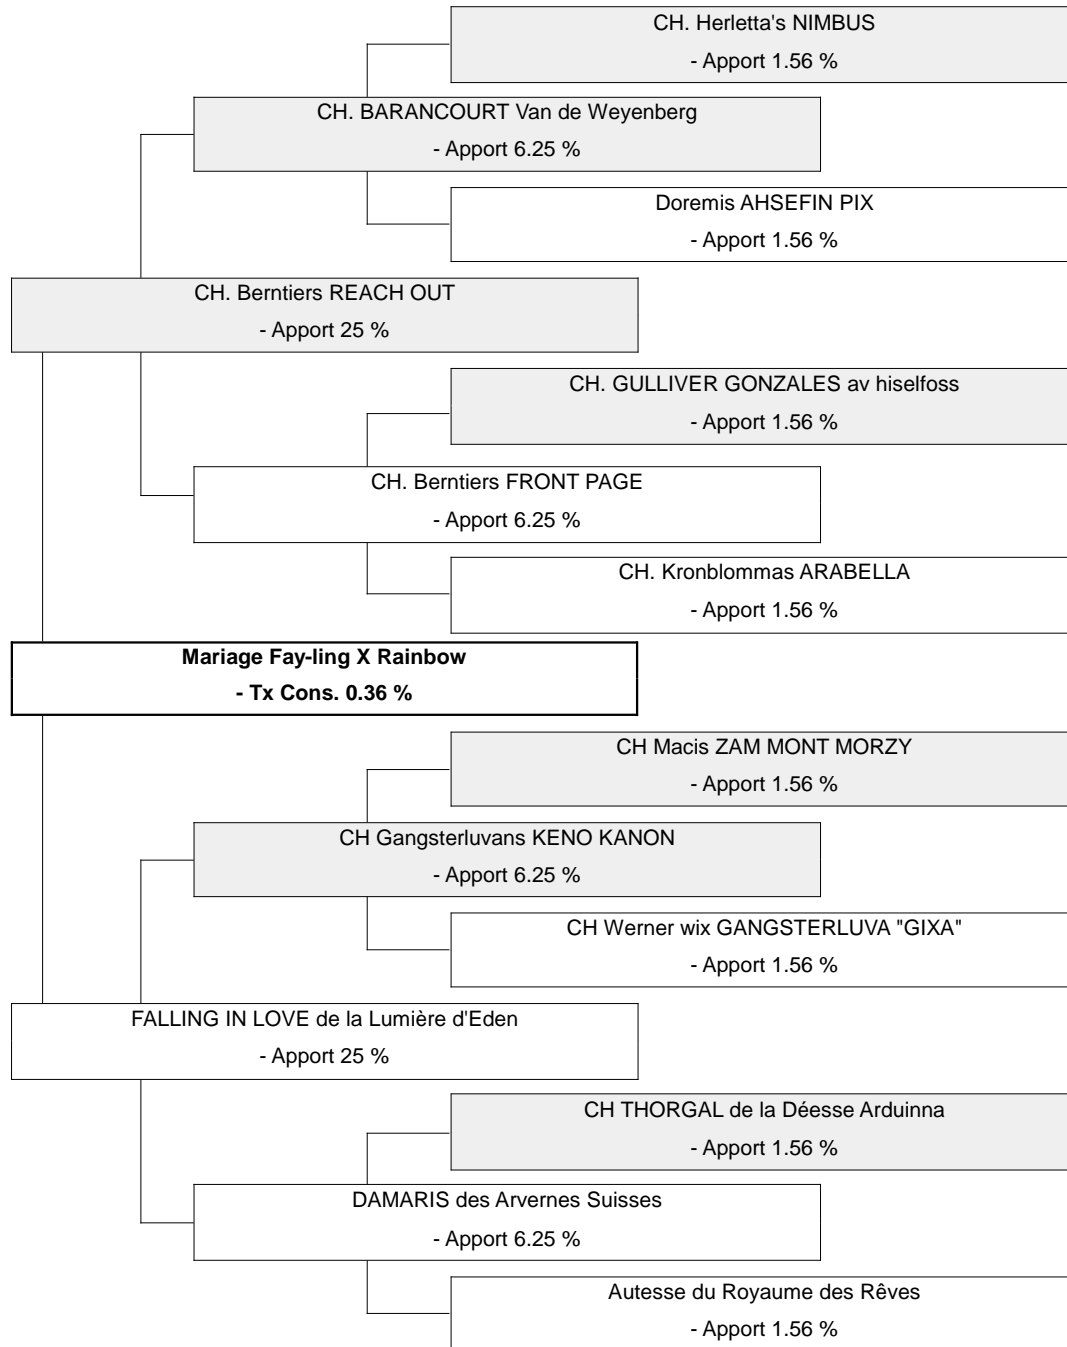 CH. Herletta's NIMBUS
- Apport 1.56 %
CH. BARANCOURT Van de Weyenberg
- Apport 6.25 %
Doremis AHSEFIN PIX
- Apport 1.56 %
CH. Berntiers REACH OUT
- Apport 25 %
CH. GULLIVER GONZALES av hiselfoss
- Apport 1.56 %
CH. Berntiers FRONT PAGE
- Apport 6.25 %
CH. Kronblommas ARABELLA
- Apport 1.56 %
Mariage Fay-ling X Rainbow
- Tx Cons. 0.36 %
CH Macis ZAM MONT MORZY
- Apport 1.56 %
CH Gangsterluvans KENO KANON
- Apport 6.25 %
CH Werner wix GANGSTERLUVA "GIXA"
- Apport 1.56 %
FALLING IN LOVE de la Lumière d'Eden
- Apport 25 %
CH THORGAL de la Déesse Arduinna
- Apport 1.56 %
DAMARIS des Arvernes Suisses
- Apport 6.25 %
Autesse du Royaume des Rêves
- Apport 1.56 %